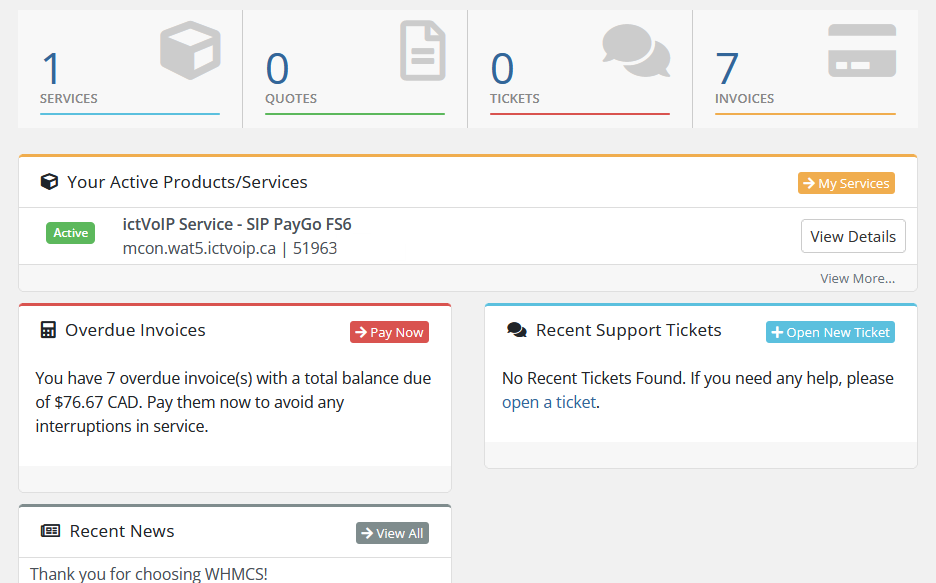 1
SERVICES
0
QUOTES
0
TICKETS
7
INVOICES
Your Active Products/Services
My Services
Active
ictVoIP Service - SIP PayGo FS6
mcon.wat5.ictvoip.ca | 51963
View Details
View More...
Overdue Invoices
Pay Now
You have 7 overdue invoice(s) with a total balance due
of $76.67 CAD. Pay them now to avoid any
interruptions in service.
Recent Support Tickets
Open New Ticket
No Recent Tickets Found. If you need any help, please
open a ticket.
Recent News
View All
Thank you for choosing WHMCS!